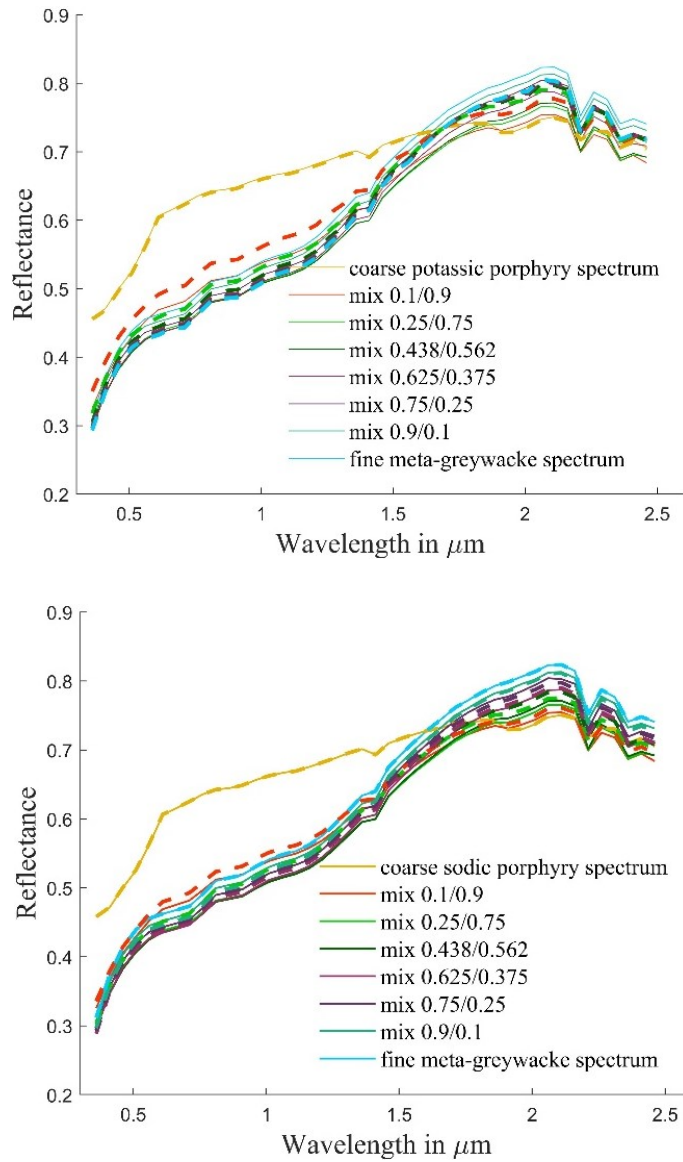 0.9
0.8
0.7
0.6
0.5
0.4
0.3
0.2
Reflectance
coarse potassic porphyry spectrum
mix 0.1/0.9
mix 0.25/0.75
mix 0.438/0.562
mix 0.625/0.375
mix 0.75/0.25
mix 0.9/0.1
fine meta-greywacke spectrum
0.5 1 1.5 2 2.5
Wavelength in μm
0.9
0.8
0.7
0.6
0.5
0.4
0.3
0.2
Reflectance
coarse sodic porphyry spectrum
mix 0.1/0.9
mix 0.25/0.75
mix 0.438/0.562
mix 0.625/0.375
mix 0.75/0.25
mix 0.9/0.1
fine meta-greywacke spectrum
0.5 1 1.5 2 2.5
Wavelength in μm